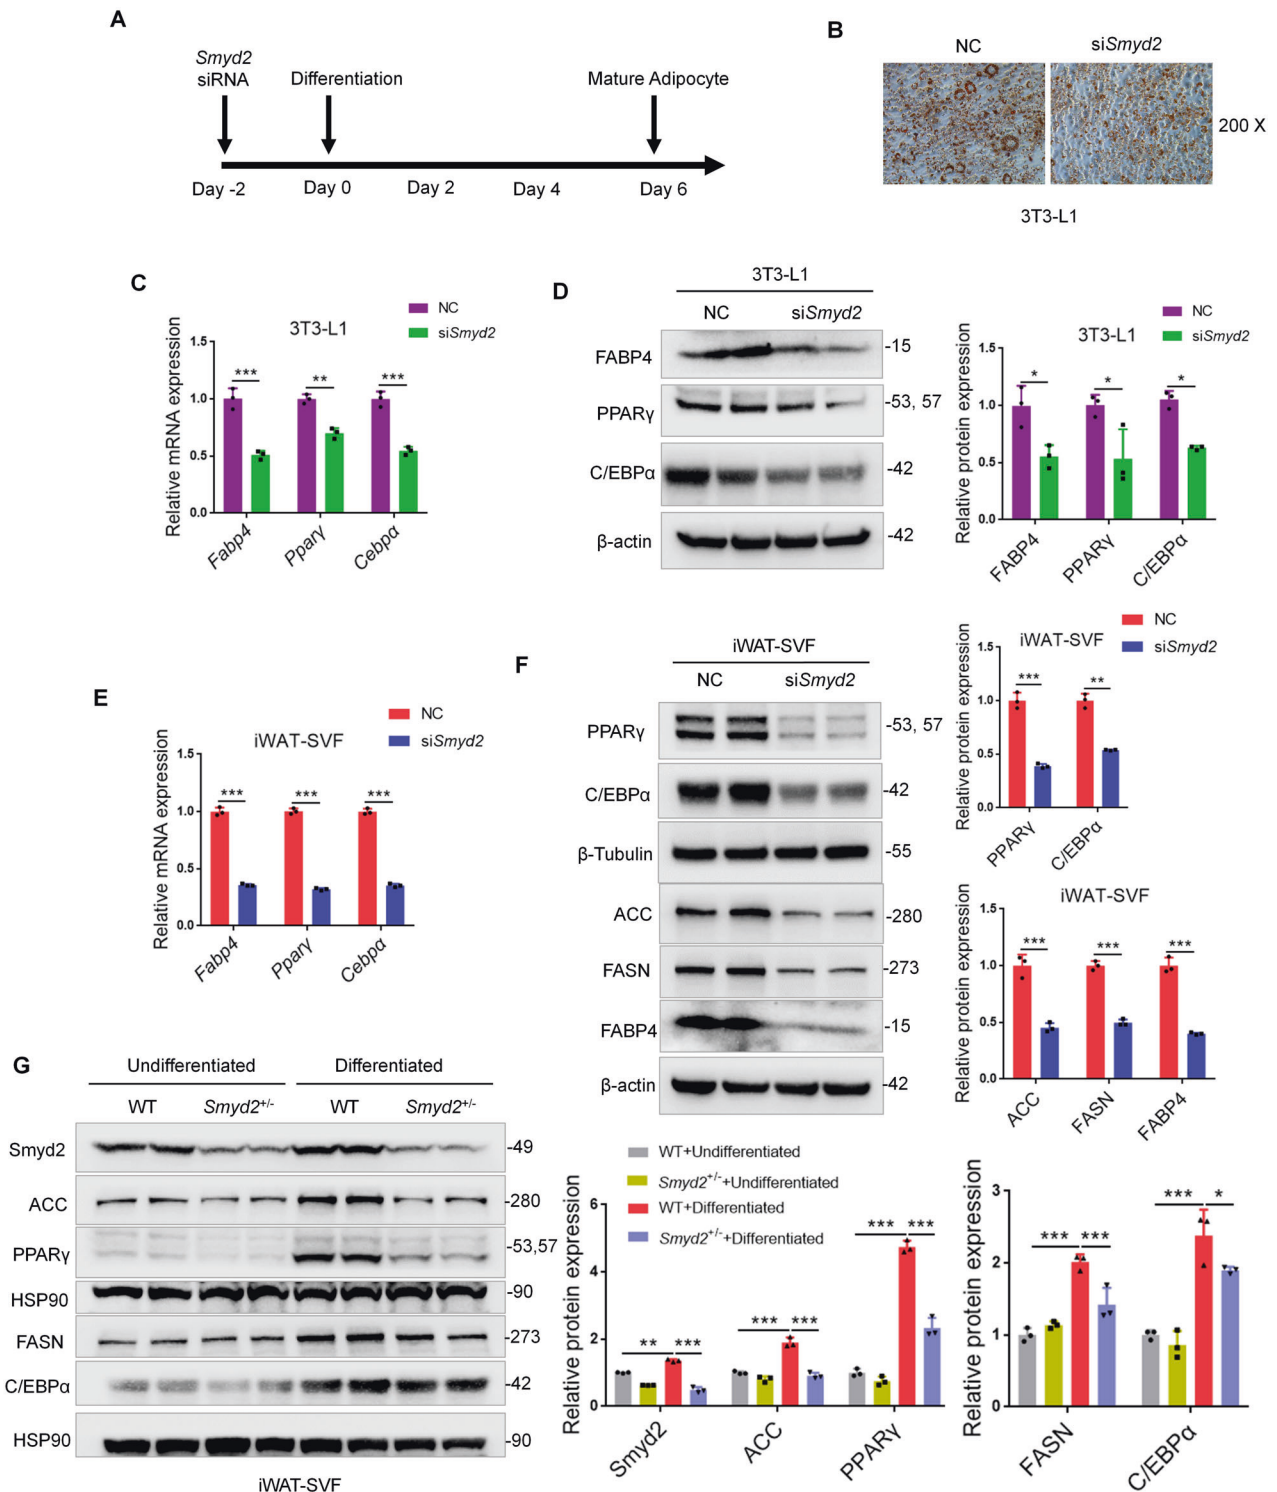 A
Smyd2
siRNA
Differentiation
Mature Adipocyte
Day -2
Day 0
Day 2
Day 4
Day 6
B
NC
siSmyd2
200 X
3T3-L1
C
NC
siSmyd2
3T3-L1
Relative mRNA expression
1.5
1.0
0.5
0.0
***
**
***
Fabp4
Pparγ
Cebpα
D
3T3-L1
NC
siSmyd2
FABP4
-15
PPARγ
-53, 57
C/EBPα
-42
β-actin
-42
NC
siSmyd2
3T3-L1
Relative protein expression
1.5
1.0
0.5
0.0
*
*
*
FABP4
PPARγ
C/EBPα
E
NC
siSmyd2
iWAT-SVF
Relative mRNA expression
1.5
1.0
0.5
0.0
***
***
***
Fabp4
Pparγ
Cebpα
F
iWAT-SVF
NC
siSmyd2
PPARγ
-53, 57
C/EBPα
-42
β-Tubulin
-55
ACC
-280
FASN
-273
FABP4
-15
β-actin
-42
NC
siSmyd2
iWAT-SVF
Relative protein expression
1.5
1.0
0.5
0.0
***
**
PPARγ
C/EBPα
iWAT-SVF
Relative protein expression
1.5
1.0
0.5
0.0
***
***
***
ACC
FASN
FABP4
G
Undifferentiated
Differentiated
WT
Smyd2+/-
WT
Smyd2+/-
Smyd2
-49
ACC
-280
PPARγ
-53,57
HSP90
-90
FASN
-273
C/EBPα
-42
HSP90
-90
iWAT-SVF
WT+Undifferentiated
Smyd2+/-+Undifferentiated
WT+Differentiated
Smyd2+/-+Differentiated
Relative protein expression
6
4
2
0
**
***
***
***
***
***
Smyd2
ACC
PPARγ
Relative protein expression
3
2
1
0
***
***
***
*
FASN
C/EBPα